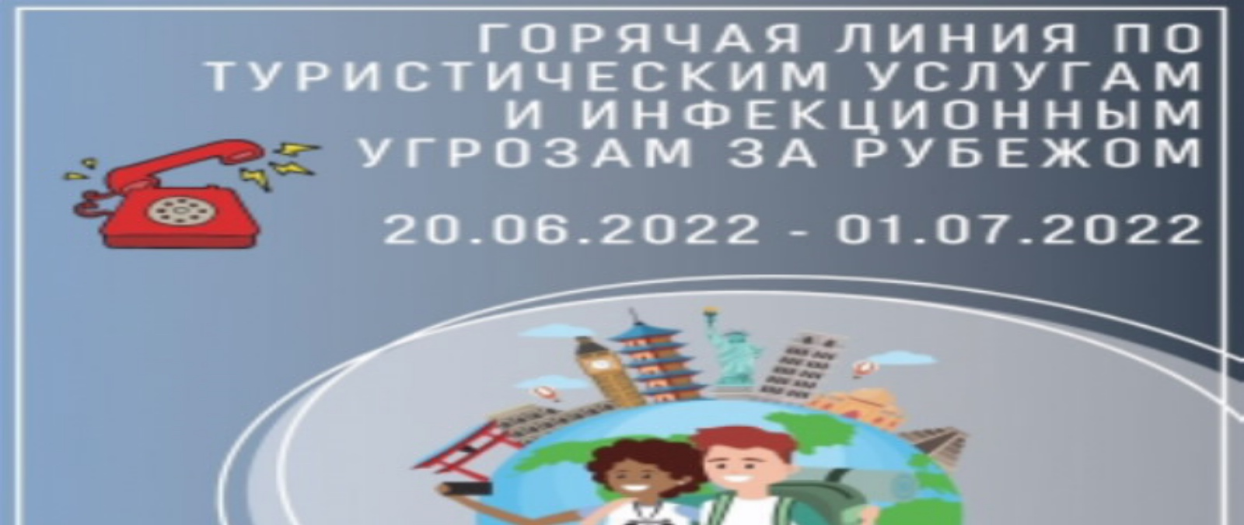 ГОРЯЧАЯ ЛИНИЯ ПО
ТУРИСТИЧЕСКИМ УСЛУГАМ
И ИНФЕКЦИОННЫМ
УГРОЗАМ ЗА РУБЕЖОМ
20.06.2022 - 01.07.2022